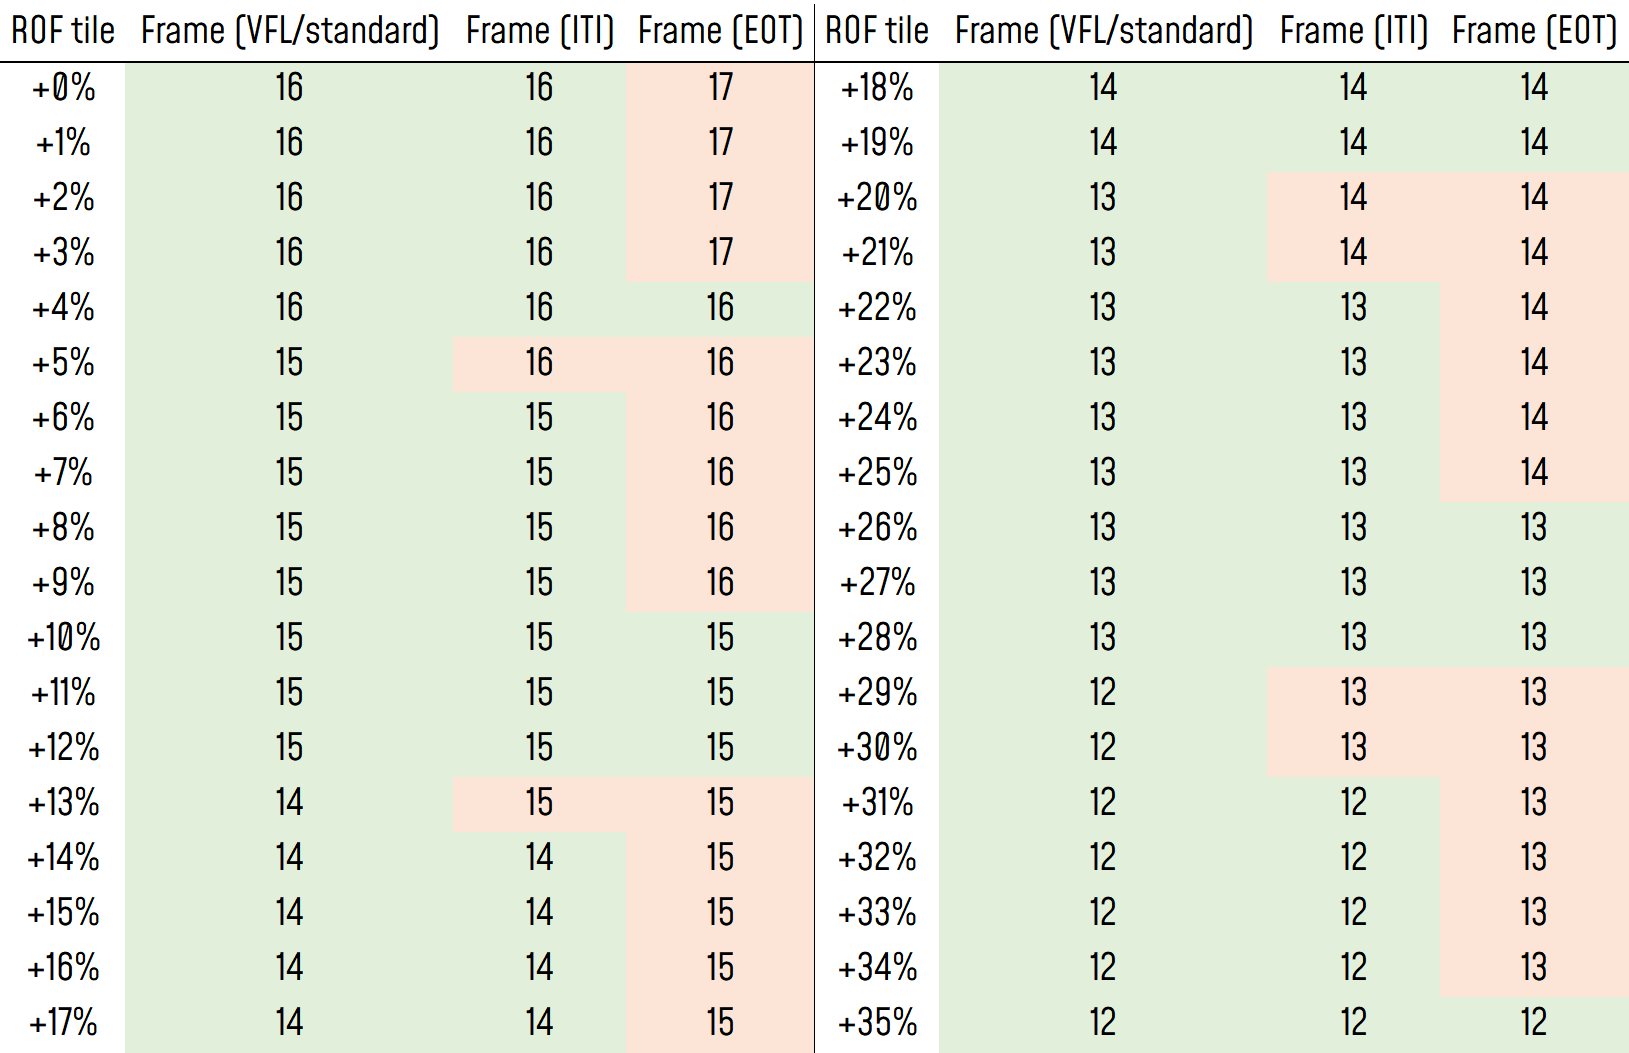 ROF tile Frame (VFL/standard) Frame (ITI) Frame (EOT) ROF tile Frame (VFL/standard) Frame (ITI) Frame (EOT)
+0% 16 16 17 +18% 14 14 14
+1% 16 16 17 +19% 14 14 14
+2% 16 16 17 +20% 13 14 14
+3% 16 16 17 +21% 13 14 14
+4% 16 16 16 +22% 13 13 14
+5% 15 16 16 +23% 13 13 14
+6% 15 15 16 +24% 13 13 14
+7% 15 15 16 +25% 13 13 14
+8% 15 15 16 +26% 13 13 13
+9% 15 15 16 +27% 13 13 13
+10% 15 15 15 +28% 13 13 13
+11% 15 15 15 +29% 12 13 13
+12% 15 15 15 +30% 12 13 13
+13% 14 15 15 +31% 12 12 13
+14% 14 14 15 +32% 12 12 13
+15% 14 14 15 +33% 12 12 13
+16% 14 14 15 +34% 12 12 13
+17% 14 14 15 +35% 12 12 12